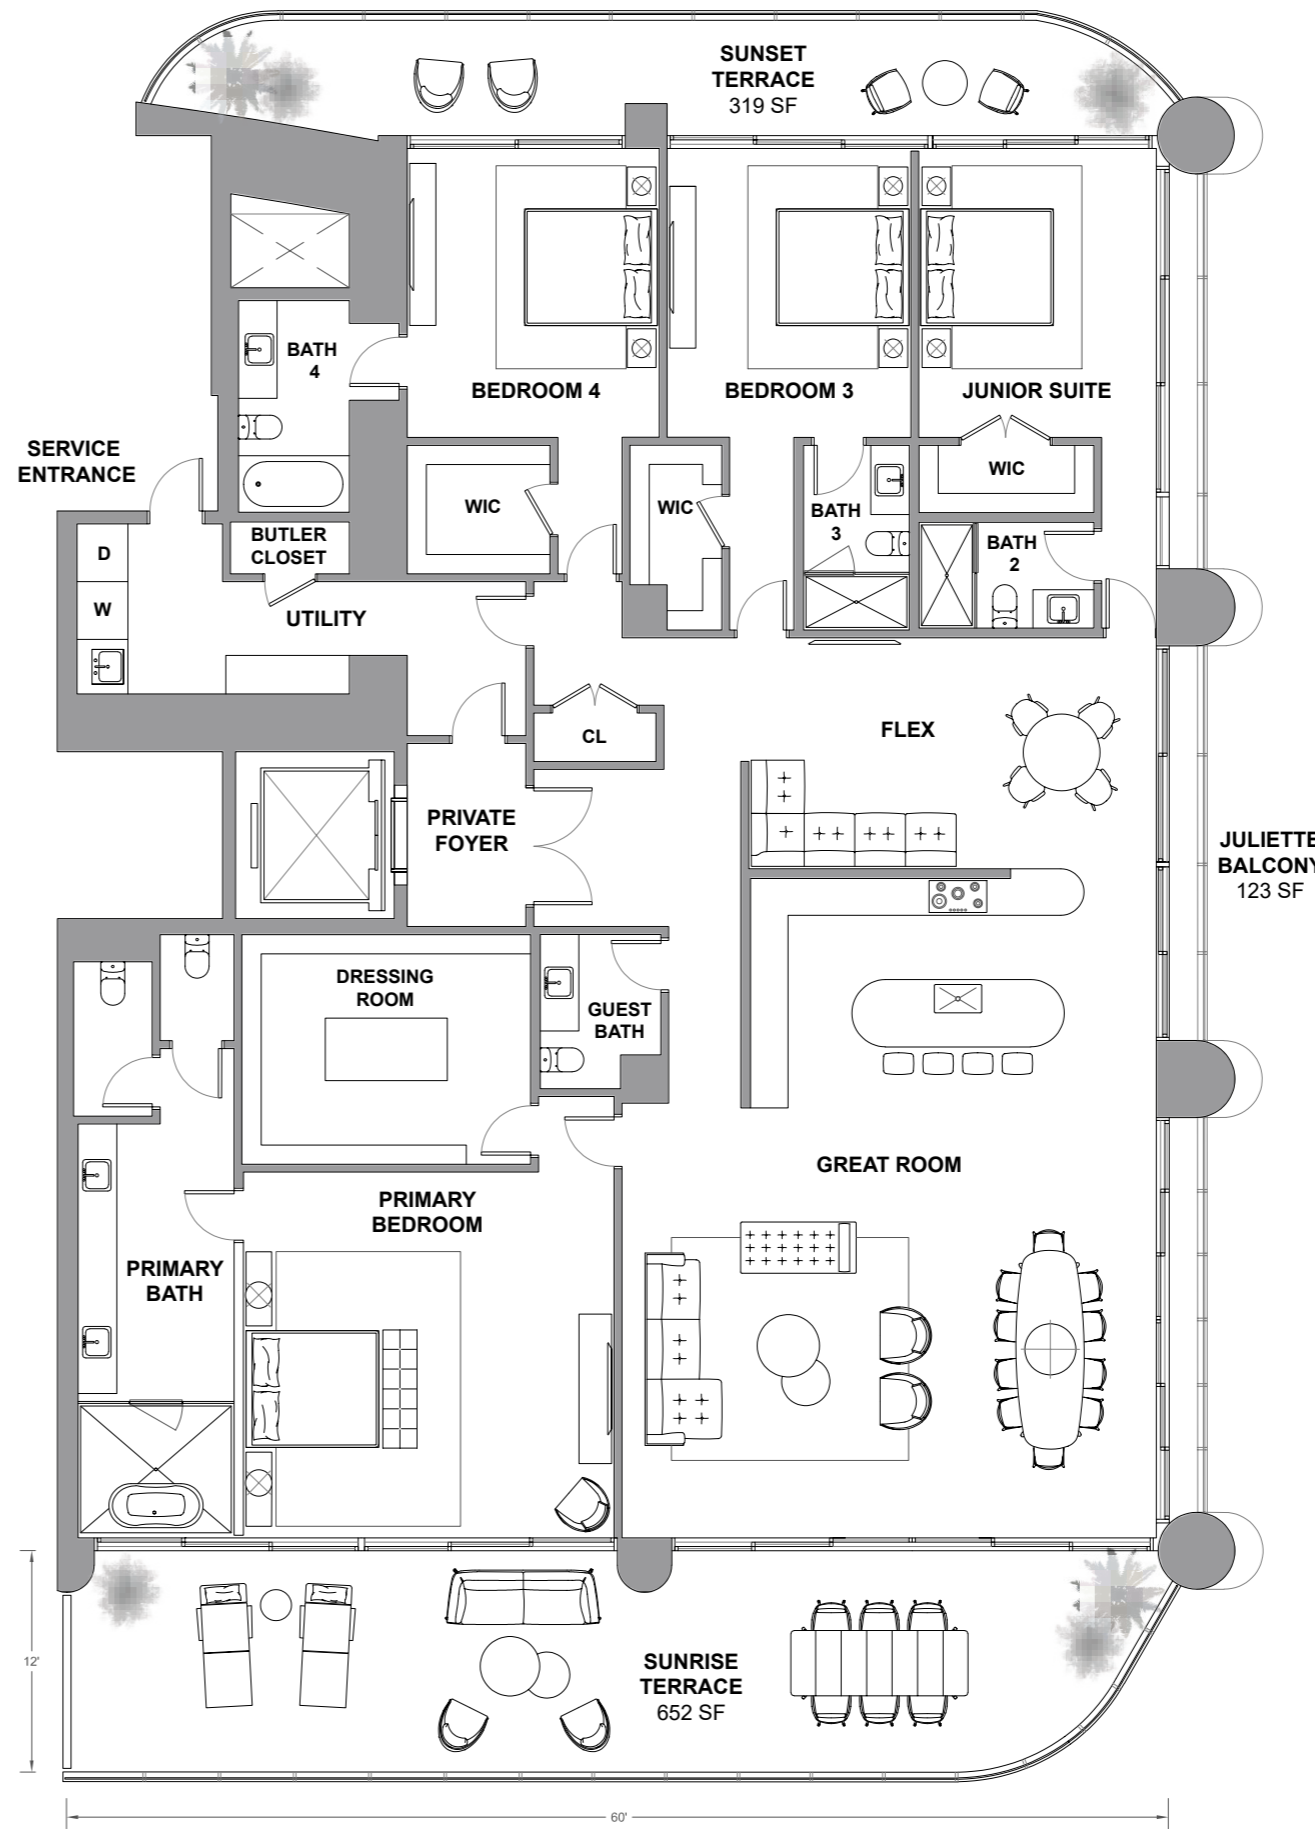 SUNSET
TERRACE
319 SF
BATH
4
BEDROOM 4
BEDROOM 3
JUNIOR SUITE
SERVICE
ENTRANCE
WIC
WIC
WIC
BATH
3
BATH
2
BUTLER
CLOSET
D
W
UTILITY
CL
FLEX
PRIVATE
FOYER
JULIETTE
BALCONY
123 SF
DRESSING
ROOM
GUEST
BATH
GREAT ROOM
PRIMARY
BEDROOM
PRIMARY
BATH
SUNRISE
TERRACE
652 SF
12'
60'